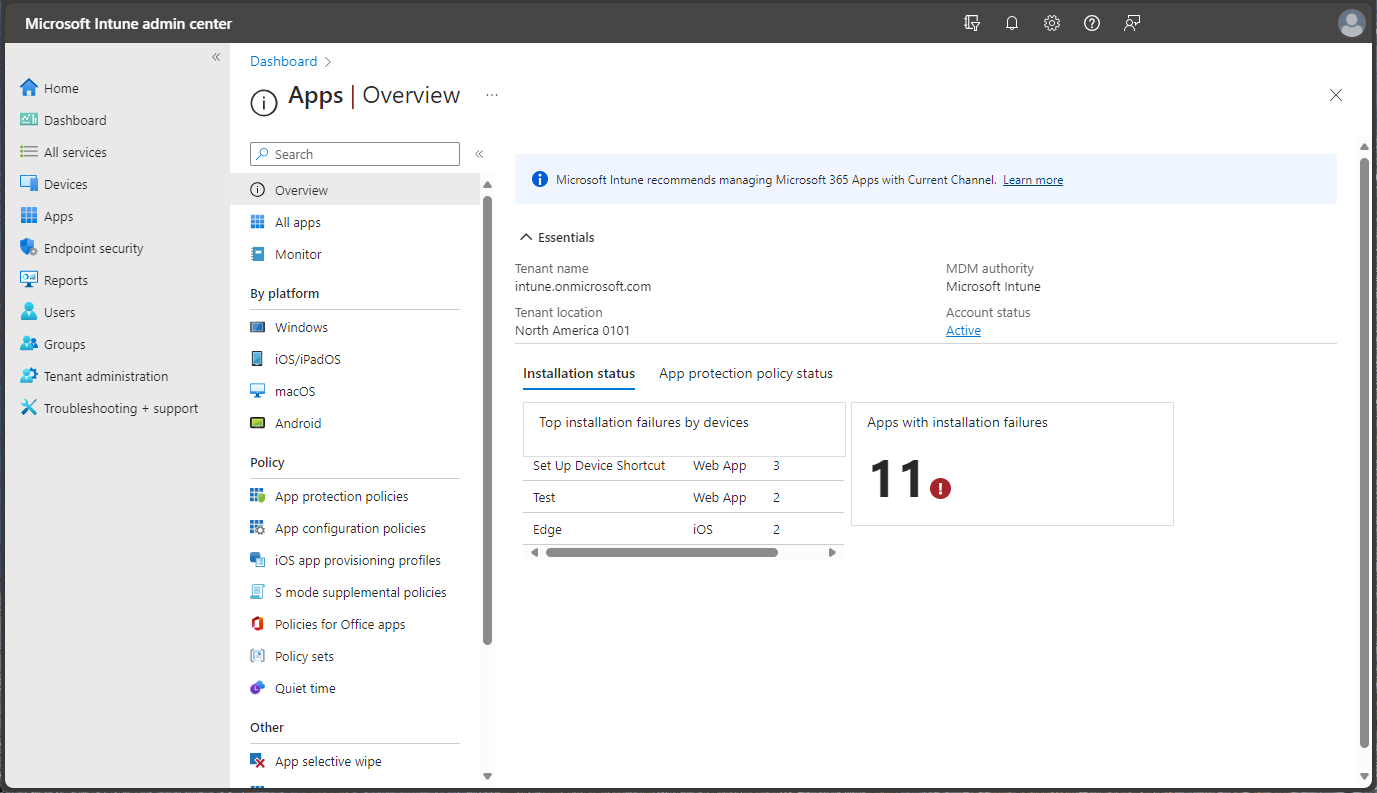 Microsoft Intune admin center
Home
Dashboard
All services
Devices
Apps
Endpoint security
Reports
Users
Groups
Tenant administration
Troubleshooting + support
Dashboard
Apps | Overview
Search
Overview
All apps
Monitor
By platform
Windows
iOS/iPadOS
macOS
Android
Policy
App protection policies
App configuration policies
iOS app provisioning profiles
S mode supplemental policies
Policies for Office apps
Policy sets
Quiet time
Other
App selective wipe
Microsoft Intune recommends managing Microsoft 365 Apps with Current Channel. Learn more
Essentials
Tenant name
intune.onmicrosoft.com
Tenant location
North America 0101
MDM authority
Microsoft Intune
Account status
Active
Installation status App protection policy status
Top installation failures by devices
Set Up Device Shortcut Web App 3
Test Web App 2
Edge iOS 2
Apps with installation failures
11